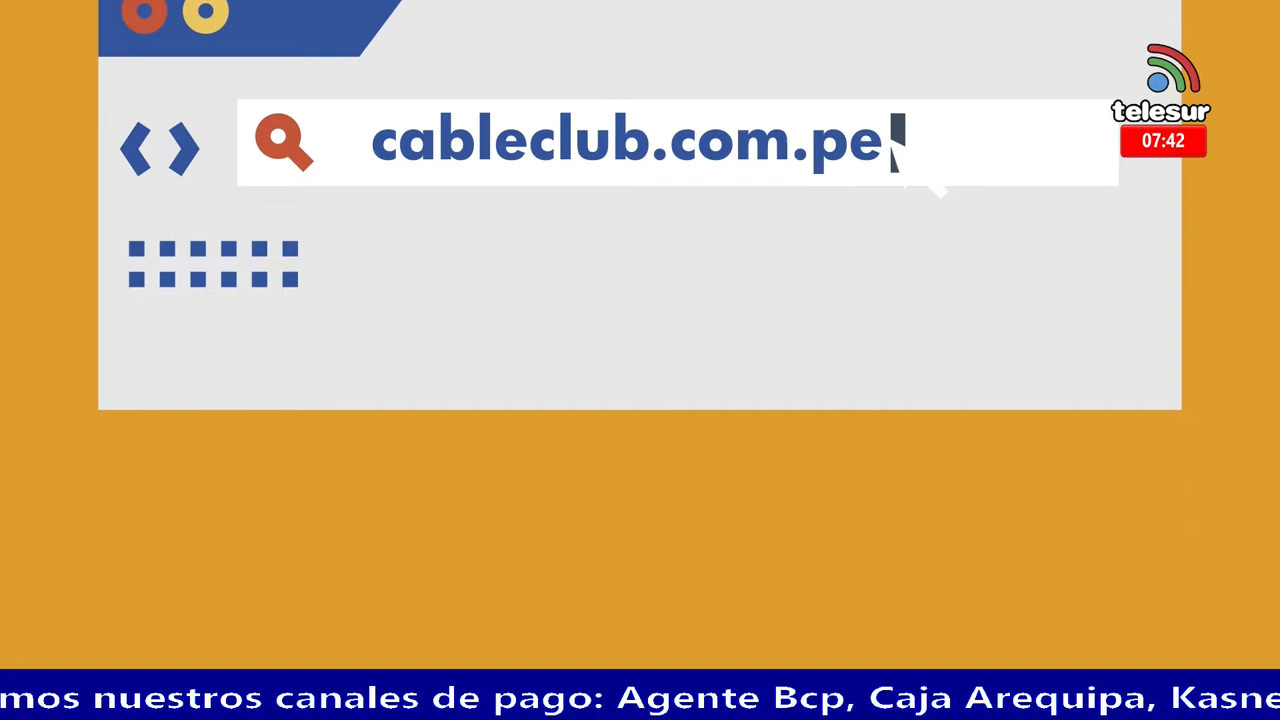 cableclub.com.pe
telesur
07:42
mos nuestros canales de pago: Agente Bcp, Caja Arequipa, Kasne